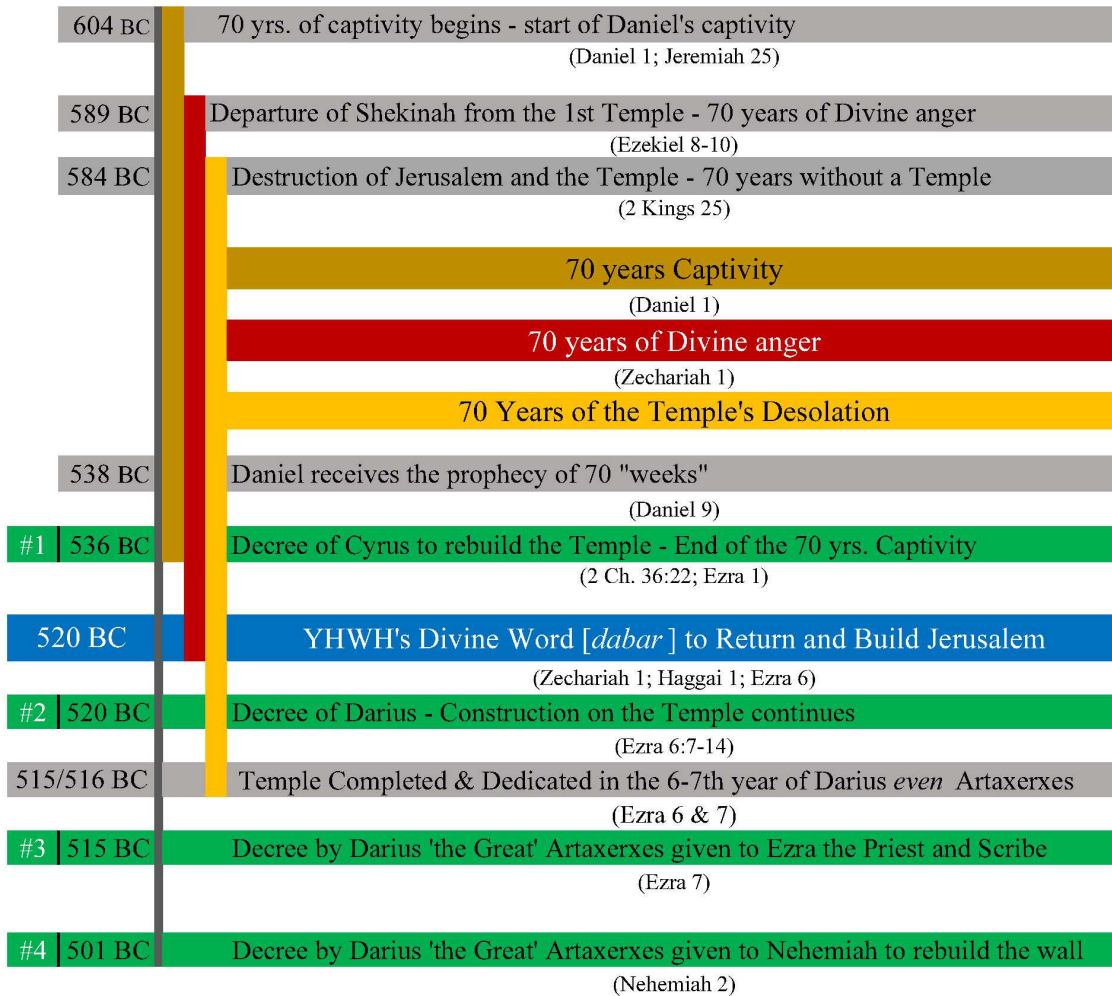 604 BC 70 yrs. of captivity begins - start of Daniel's captivity
(Daniel 1; Jeremiah 25)
589 BC Departure of Shekinah from the 1st Temple - 70 years of Divine anger
(Ezekiel 8-10)
584 BC Destruction of Jerusalem and the Temple - 70 years without a Temple
(2 Kings 25)
70 years Captivity
(Daniel 1)
70 years of Divine anger
(Zechariah 1)
70 Years of the Temple's Desolation
538 BC Daniel receives the prophecy of 70 "weeks"
(Daniel 9)
#1 536 BC Decree of Cyrus to rebuild the Temple - End of the 70 yrs. Captivity
(2 Ch. 36:22; Ezra 1)
520 BC YHWH's Divine Word [dabar ] to Return and Build Jerusalem
(Zechariah 1; Haggai 1; Ezra 6)
#2 520 BC Decree of Darius - Construction on the Temple continues
(Ezra 6:7-14)
515/516 BC Temple Completed & Dedicated in the 6-7th year of Darius even Artaxerxes
(Ezra 6 & 7)
#3 515 BC Decree by Darius 'the Great' Artaxerxes given to Ezra the Priest and Scribe
(Ezra 7)
#4 501 BC Decree by Darius 'the Great' Artaxerxes given to Nehemiah to rebuild the wall
(Nehemiah 2)